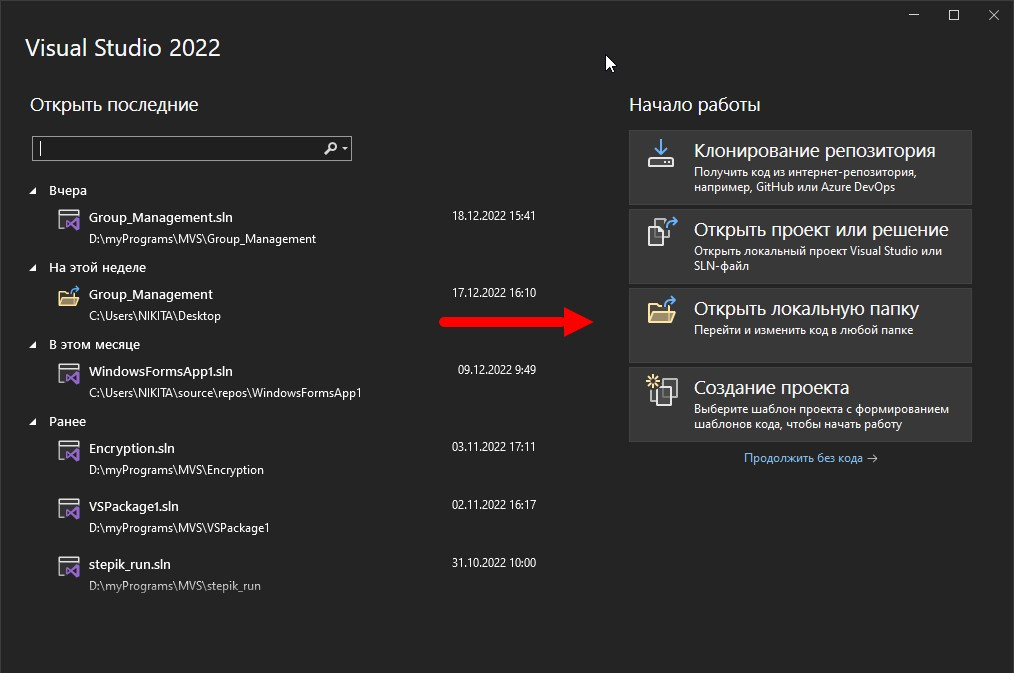 Visual Studio 2022
Открыть последние
Вчера
Group_Management.sln 18.12.2022 15:41
D:\myPrograms\MVS\Group_Management
На этой неделе
Group_Management 17.12.2022 16:10
C:\Users\NIKITA\Desktop
В этом месяце
WindowsFormsApp1.sln 09.12.2022 9:49
C:\Users\NIKITA\source\repos\WindowsFormsApp1
Ранее
Encryption.sln 03.11.2022 17:11
D:\myPrograms\MVS\Encryption
VSPackage1.sln 02.11.2022 16:17
D:\myPrograms\MVS\VSPackage1
stepik_run.sln 31.10.2022 10:00
D:\myPrograms\MVS\stepik_run
Начало работы
Клонирование репозитория
Получить код из интернет-репозитория,
например, GitHub или Azure DevOps
Открыть проект или решение
Открыть локальный проект Visual Studio или
SLN-файл
Открыть локальную папку
Перейти и изменить код в любой папке
Создание проекта
Выберите шаблон проекта с формированием
шаблонов кода, чтобы начать работу
Продолжить без кода →